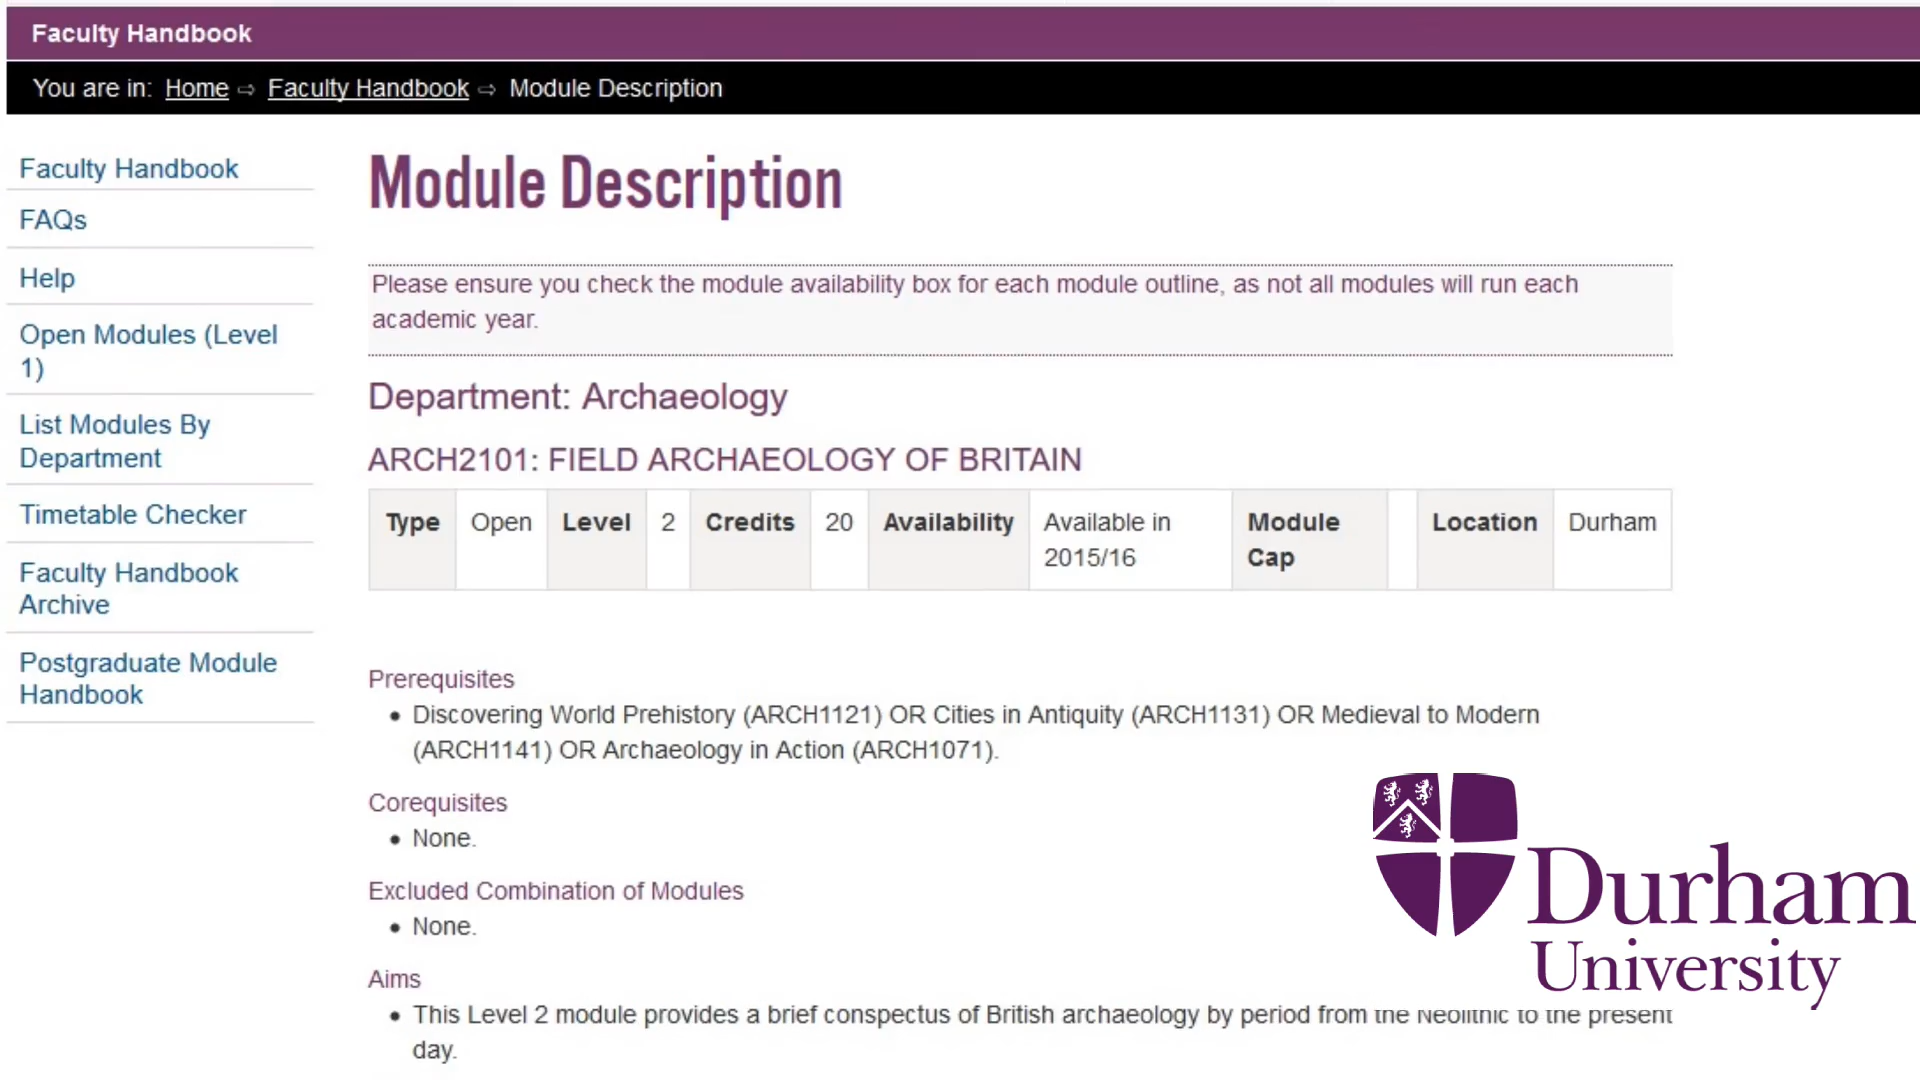 Faculty Handbook
You are in: Home ⇨ Faculty Handbook ⇨ Module Description
Faculty Handbook
FAQs
Help
Open Modules (Level
1)
List Modules By
Department
Timetable Checker
Faculty Handbook
Archive
Postgraduate Module
Handbook
Module Description
Please ensure you check the module availability box for each module outline, as not all modules will run each
academic year.
Department: Archaeology
ARCH2101: FIELD ARCHAEOLOGY OF BRITAIN
Type Open Level 2 Credits 20 Availability Available in 2015/16 Module Cap Location Durham
Prerequisites
• Discovering World Prehistory (ARCH1121) OR Cities in Antiquity (ARCH1131) OR Medieval to Modern
(ARCH1141) OR Archaeology in Action (ARCH1071).
Corequisites
• None.
Excluded Combination of Modules
• None.
Aims
• This Level 2 module provides a brief conspectus of British archaeology by period from the Neolithic to the present
day.
Durham
University